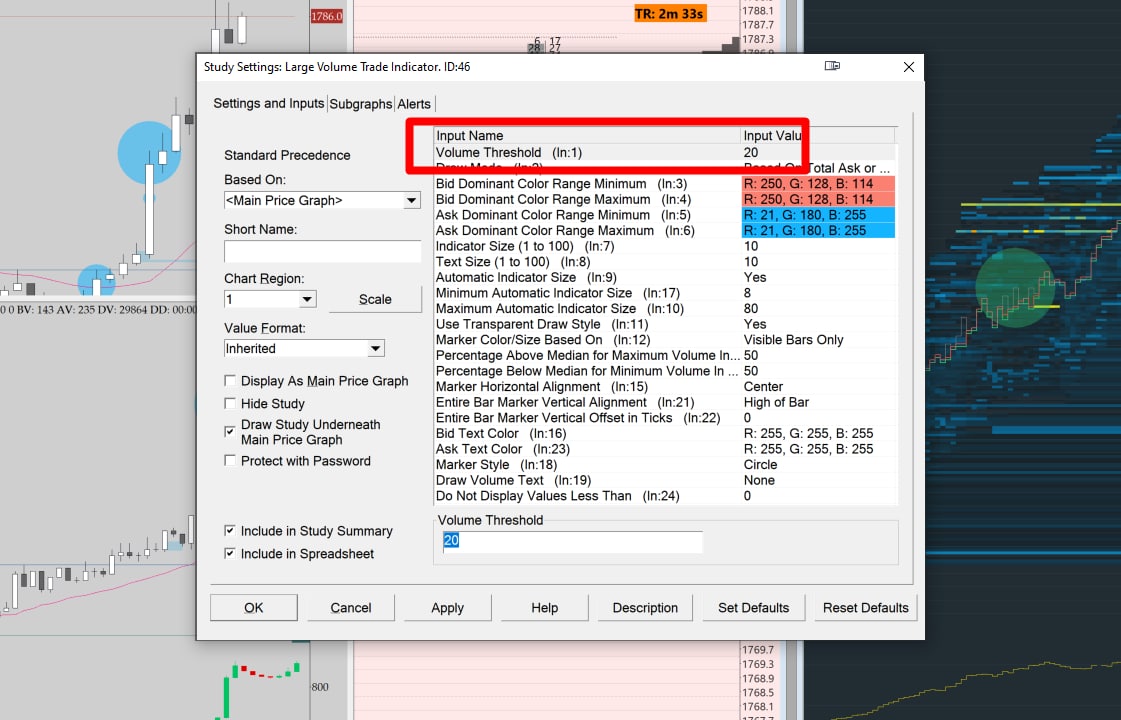 1786.0
TR: 2m 33s
1788.1
1787.7
1787.3
1786.9
6 17
28 27
Study Settings: Large Volume Trade Indicator. ID:46
Settings and Inputs
Subgraphs
Alerts
Standard Precedence
Based On:
<Main Price Graph>
Short Name:
Chart Region:
1
Scale
Value Format:
Inherited
Display As Main Price Graph
Hide Study
Draw Study Underneath
Main Price Graph
Protect with Password
Include in Study Summary
Include in Spreadsheet
Input Name Input Valu
Volume Threshold (In:1) 20
Draw Mode (In:2) Based On Total Ask or ...
Bid Dominant Color Range Minimum (In:3) R: 250, G: 128, B: 114
Bid Dominant Color Range Maximum (In:4) R: 250, G: 128, B: 114
Ask Dominant Color Range Minimum (In:5) R: 21, G: 180, B: 255
Ask Dominant Color Range Maximum (In:6) R: 21, G: 180, B: 255
Indicator Size (1 to 100) (In:7) 10
Text Size (1 to 100) (In:8) 10
Automatic Indicator Size (In:9) Yes
Minimum Automatic Indicator Size (In:17) 8
Maximum Automatic Indicator Size (In:10) 80
Use Transparent Draw Style (In:11) Yes
Marker Color/Size Based On (In:12) Visible Bars Only
Percentage Above Median for Maximum Volume In... 50
Percentage Below Median for Minimum Volume In ... 50
Marker Horizontal Alignment (In:15) Center
Entire Bar Marker Vertical Alignment (In:21) High of Bar
Entire Bar Marker Vertical Offset in Ticks (In:22) 0
Bid Text Color (In:16) R: 255, G: 255, B: 255
Ask Text Color (In:23) R: 255, G: 255, B: 255
Marker Style (In:18) Circle
Draw Volume Text (In:19) None
Do Not Display Values Less Than (In:24) 0
Volume Threshold
20
OK
Cancel
Apply
Help
Description
Set Defaults
Reset Defaults
0 0 BV: 143 AV: 235 DV: 29864 DD: 00:00
800
1769.7
1769.3
1768.9
1768.5
1768.1